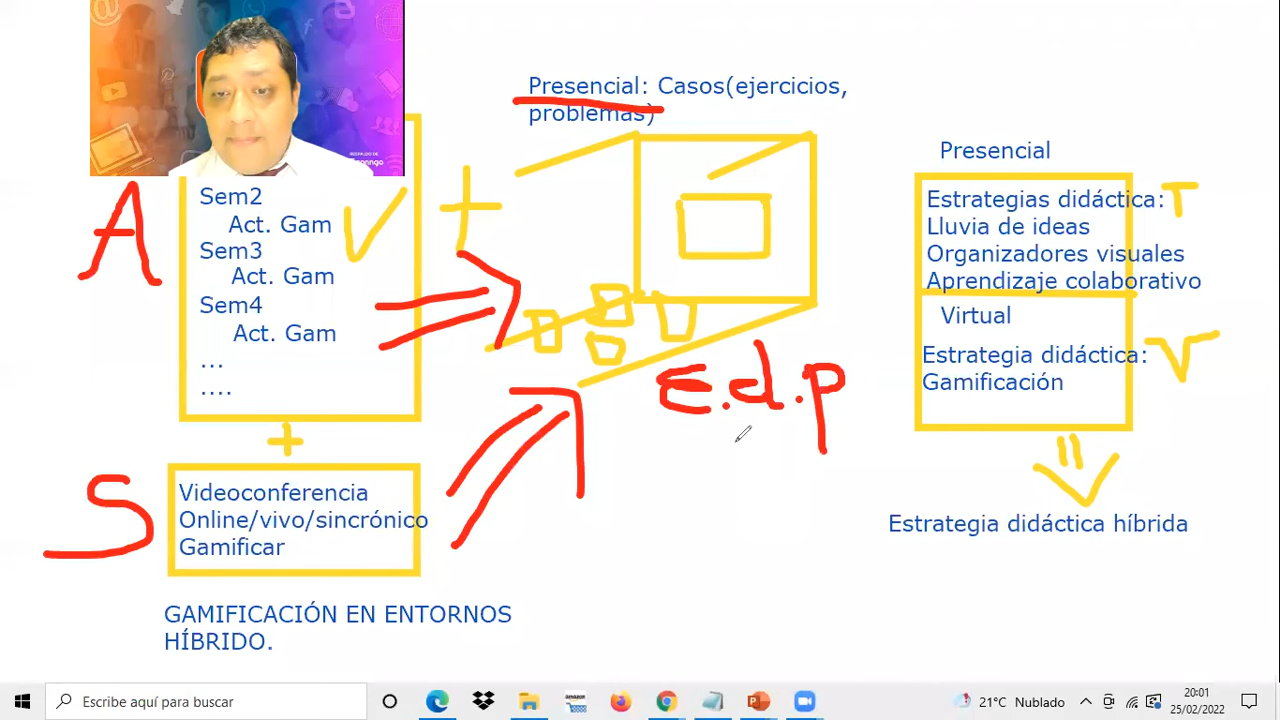 Presencial: Casos(ejercicios,
problemas)
RESPALDO DE
A
Sem2
Act. Gam
Sem3
Act. Gam
Sem4
Act. Gam
...
....
+
+
S
Videoconferencia
Online/vivo/sincrónico
Gamificar
GAMIFICACIÓN EN ENTORNOS
HÍBRIDO.
E.d.p
Presencial
Estrategias didáctica: T
Lluvia de ideas
Organizadores visuales
Aprendizaje colaborativo
Virtual
Estrategia didáctica: V
Gamificación
Estrategia didáctica híbrida
Escribe aquí para buscar
21°C Nublado
20:01
25/02/2022